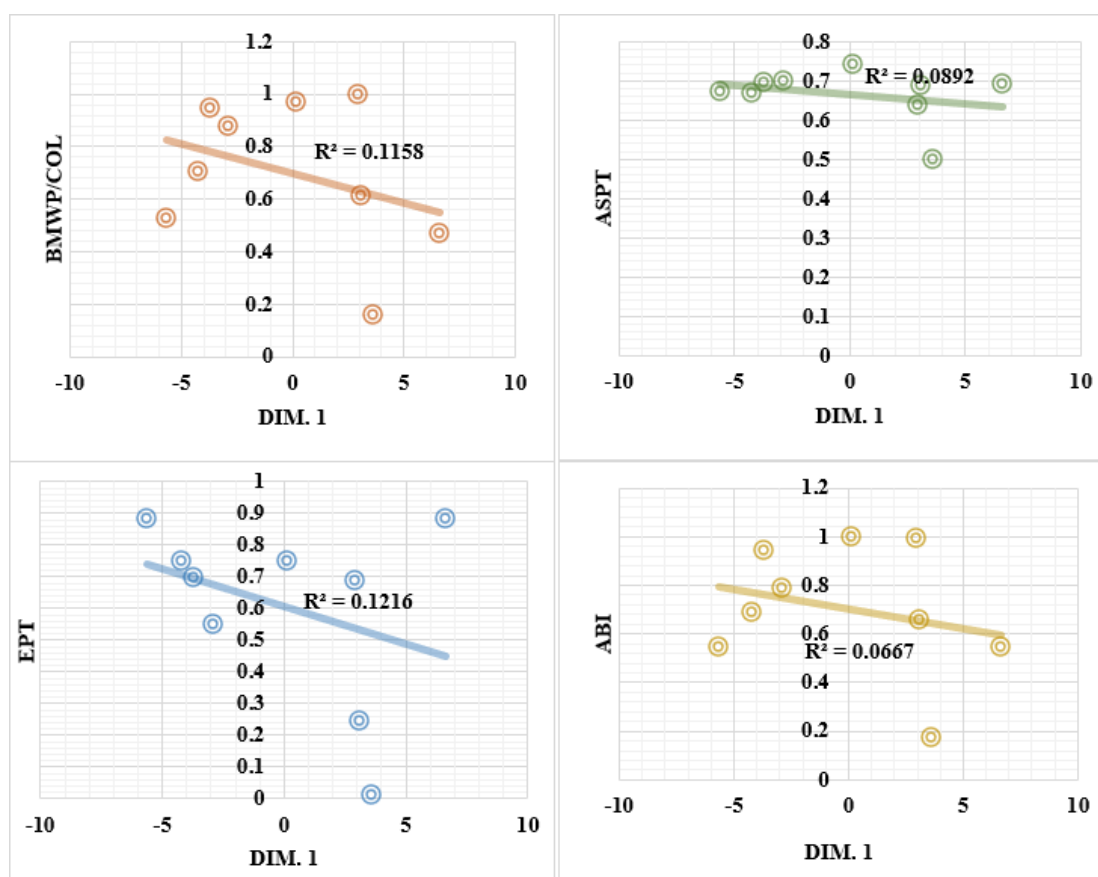 1.2
1
R² = 0.1158
0.8
0.6
0.4
0.2
0
-10 -5 0 5 10
BMWP/COL
DIM. 1
0.8
0.7
R² = 0.0892
0.6
0.5
0.4
0.3
0.2
0.1
0
-10 -5 0 5 10
ASPT
DIM. 1
1
0.9
0.8
0.7
R² = 0.1216
0.6
0.5
0.4
0.3
0.2
0.1
0
-10 -5 0 5 10
EPT
DIM. 1
1.2
1
0.8
0.6
R² = 0.0667
0.4
0.2
0
-10 -5 0 5 10
ABI
DIM. 1